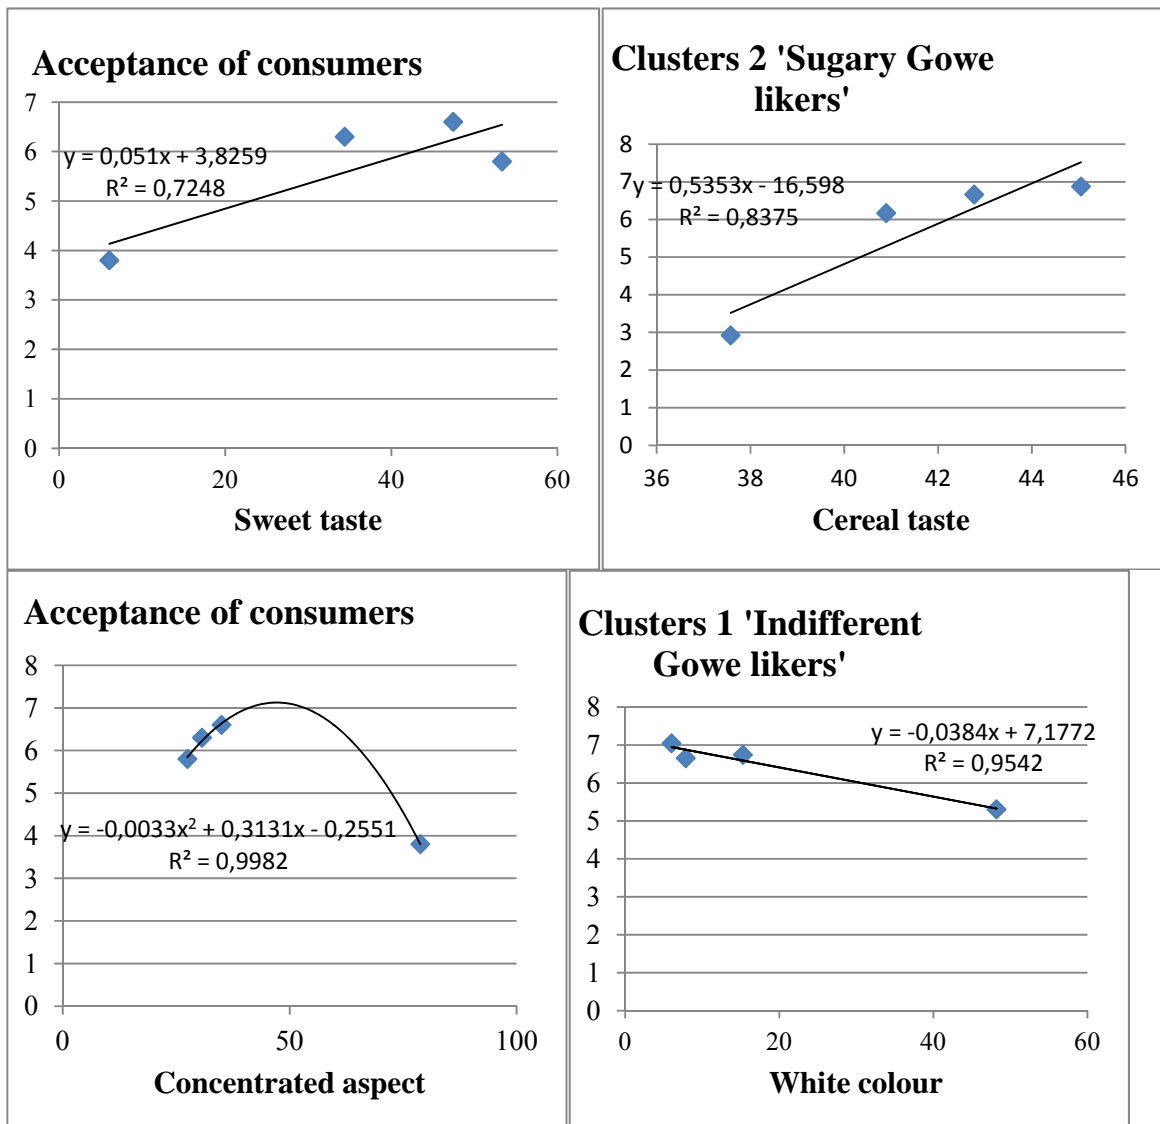 Acceptance of consumers
7
6
5
4
3
2
1
0
y = 0,051x + 3,8259
R² = 0,7248
0 20 40 60
Sweet taste
Clusters 2 'Sugary Gowe
likers'
8
7
6
5
4
3
2
1
0
y = 0,5353x - 16,598
R² = 0,8375
36 38 40 42 44 46
Cereal taste
Acceptance of consumers
8
7
6
5
4
3
2
1
0
y = -0,0033x² + 0,3131x - 0,2551
R² = 0,9982
0 50 100
Concentrated aspect
Clusters 1 'Indifferent
Gowe likers'
8
7
6
5
4
3
2
1
0
y = -0,0384x + 7,1772
R² = 0,9542
0 20 40 60
White colour